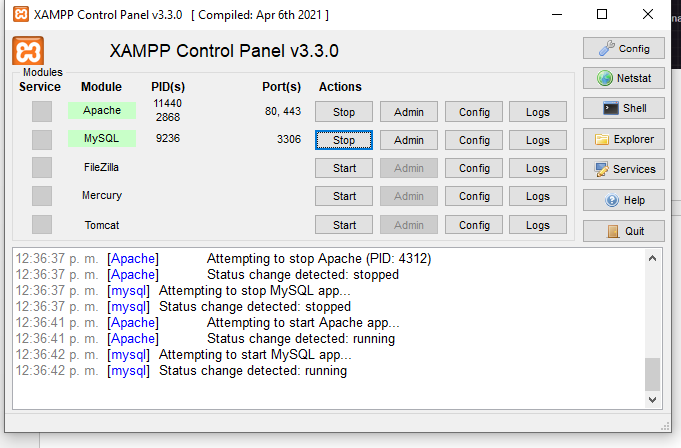 XAMPP Control Panel v3.3.0 [ Compiled: Apr 6th 2021 ]
XAMPP Control Panel v3.3.0
Modules
Service Module PID(s) Port(s) Actions
Apache 11440 2868 80, 443 Stop Admin Config Logs
MySQL 9236 3306 Stop Admin Config Logs
FileZilla Start Admin Config Logs
Mercury Start Admin Config Logs
Tomcat Start Admin Config Logs
Config
Netstat
Shell
Explorer
Services
Help
Quit
12:36:37 p. m. [Apache] Attempting to stop Apache (PID: 4312)
12:36:37 p. m. [Apache] Status change detected: stopped
12:36:37 p. m. [mysql] Attempting to stop MySQL app...
12:36:37 p. m. [mysql] Status change detected: stopped
12:36:41 p. m. [Apache] Attempting to start Apache app...
12:36:41 p. m. [Apache] Status change detected: running
12:36:42 p. m. [mysql] Attempting to start MySQL app...
12:36:42 p. m. [mysql] Status change detected: running